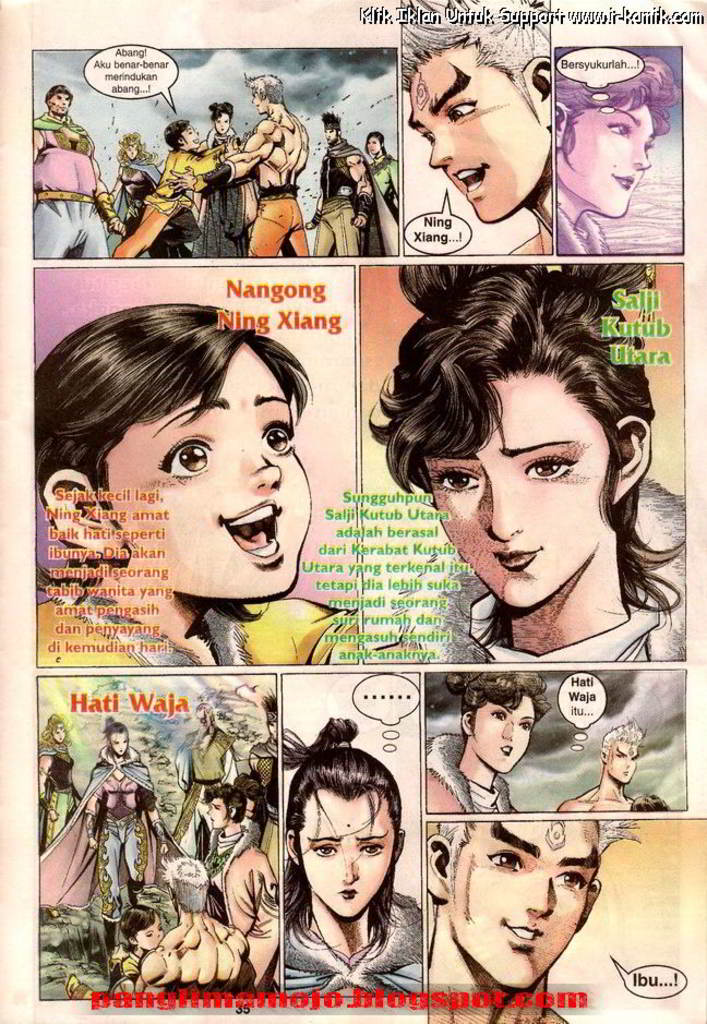 Klik Iklan Untuk Support www.ir-komik.com
Abang!
Aku benar-benar
merindukan
abang...!
Ning
Xiang...!
Bersyukurlah...!
Nangong
Ning Xiang
Sejak kecil lagi,
Ning Xiang amat
baik hati seperti
ibunya. Dia akan
menjadi seorang
tabib wanita yang
amat pengasih
dan penyayang
di kemudian hari.
Salji
Kutub
Utara
Sungguhpun
Salji Kutub Utara
adalah berasal
dari Kerabat Kutub
Utara yang terkenal itu,
tetapi dia lebih suka
menjadi seorang
suri rumah dan
mengasuh sendiri
anak-anaknya.
Hati Waja
......
Hati
Waja
itu...
Ibu...!
panglimamojo.blogspot.com
35